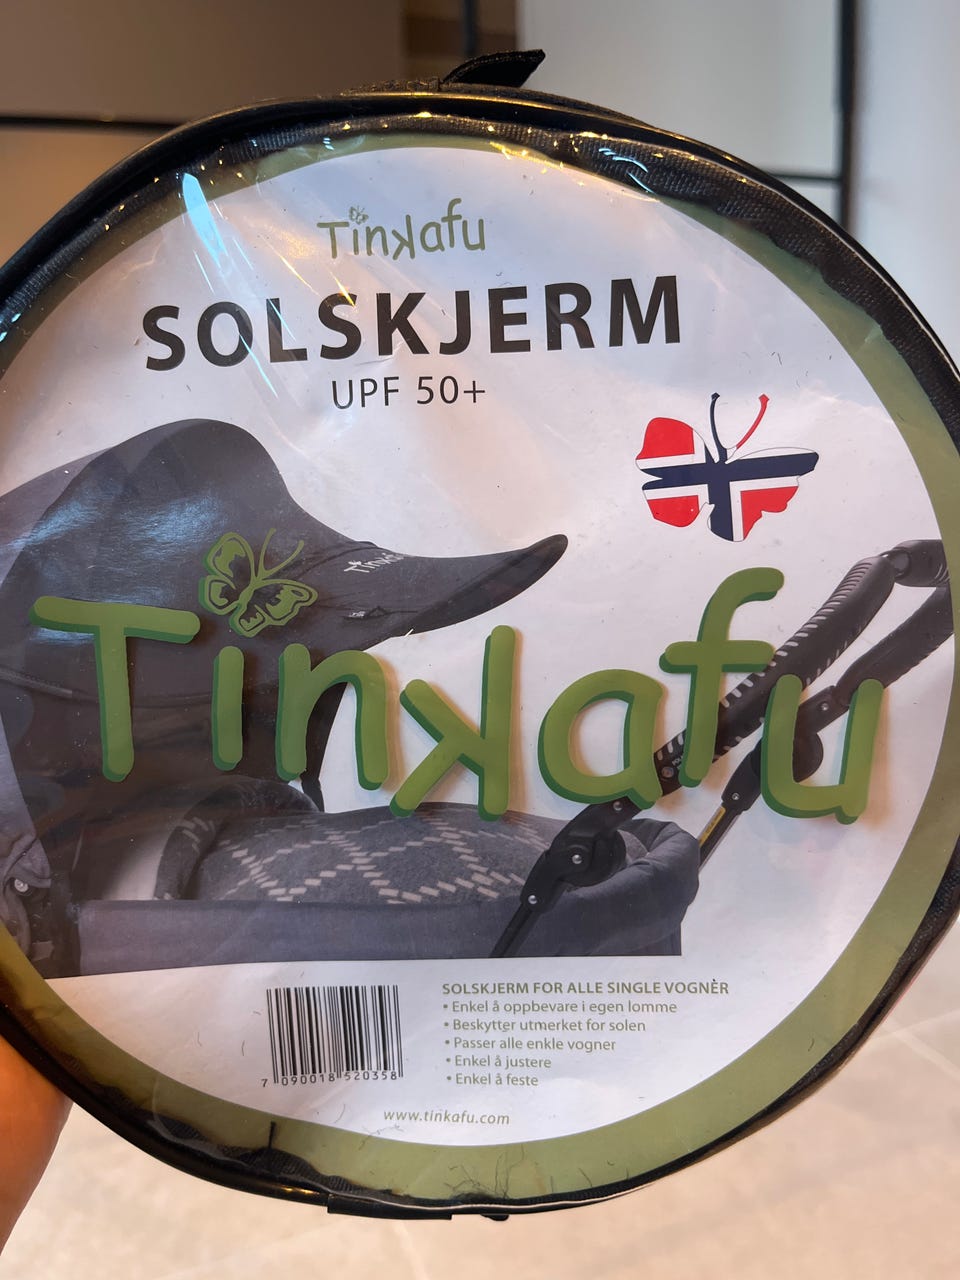 Tinkafu
SOLSKJERM
UPF 50+
Tinkafu
Tinkafu
SOLSKJERM FOR ALLE SINGLE VOGNÈR
• Enkel å oppbevare i egen lomme
• Beskytter utmerket for solen
• Passer alle enkle vogner
• Enkel å justere
• Enkel å feste
7 090018 520358
www.tinkafu.com